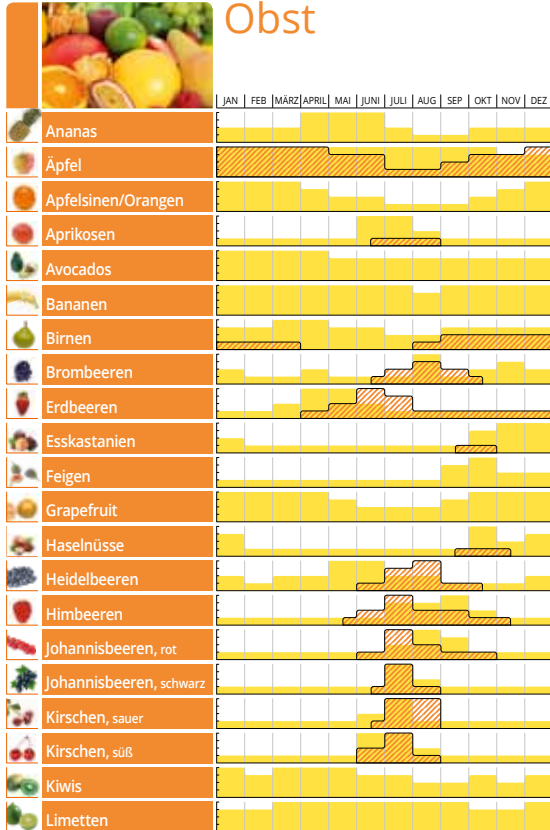 Obst
JAN FEB MÄRZ APRIL MAI JUNI JULI AUG SEP OKT NOV DEZ
Ananas
Äpfel
Apfelsinen/Orangen
Aprikosen
Avocados
Bananen
Birnen
Brombeeren
Erdbeeren
Esskastanien
Feigen
Grapefruit
Haselnüsse
Heidelbeeren
Himbeeren
Johannisbeeren, rot
Johannisbeeren, schwarz
Kirschen, sauer
Kirschen, süß
Kiwis
Limetten